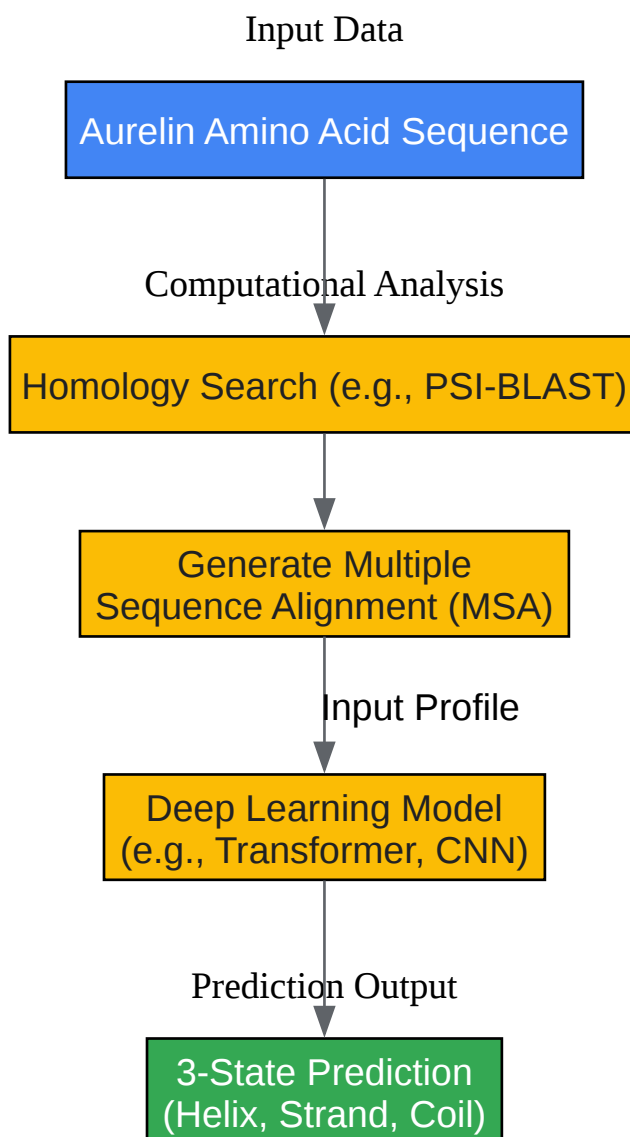 Input Data
Aurelin Amino Acid Sequence
Computational Analysis
Homology Search (e.g., PSI-BLAST)
Generate Multiple
Sequence Alignment (MSA)
Input Profile
Deep Learning Model
(e.g., Transformer, CNN)
Prediction Output
3-State Prediction
(Helix, Strand, Coil)